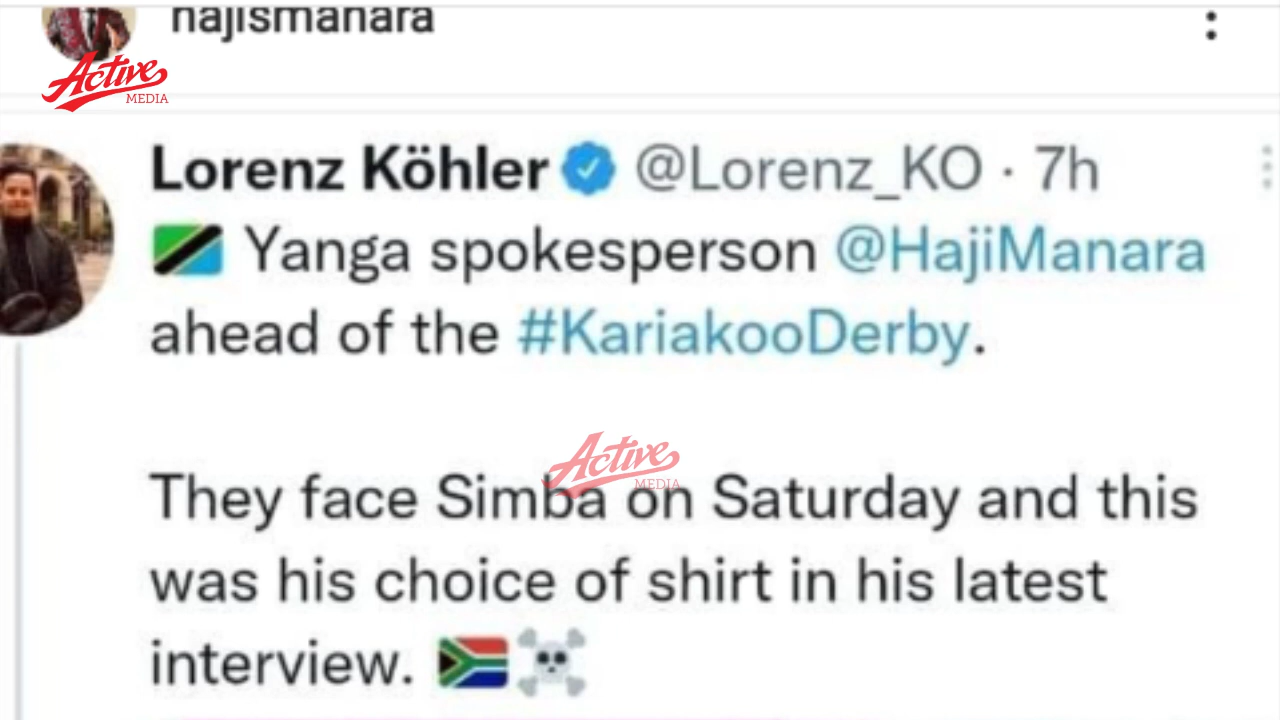 hajismanara
Active
MEDIA
Lorenz Köhler @Lorenz_KO · 7h
Yanga spokesperson @HajiManara
ahead of the #KariakooDerby.
Active
MEDIA
They face Simba on Saturday and this
was his choice of shirt in his latest
interview.